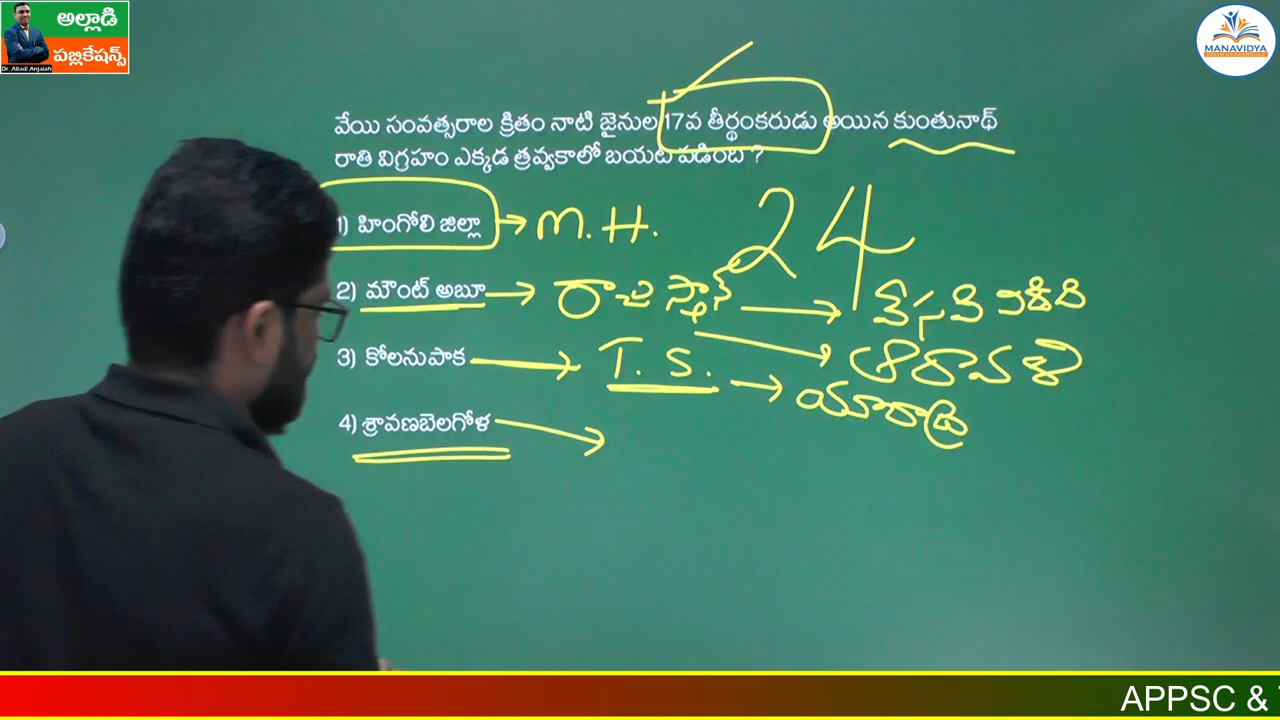 అల్లాడి
పబ్లికేషన్స్
Dr. Alladi Anjaiah
MANAVIDYA
వేయి సంవత్సరాల క్రితం నాటి జైనుల 17వ తీర్థంకరుడు అయిన కుంతునాథ్
రాతి విగ్రహం ఎక్కడ త్రవ్వకాలో బయట పడింది ?
24
1) హింగోలి జిల్లా → M.H.
2) మౌంట్ అబూ → రాజస్థాన్ →
3) కోలనుపాక → T.S. →
4) శ్రావణబెలగోళ →
APPSC &